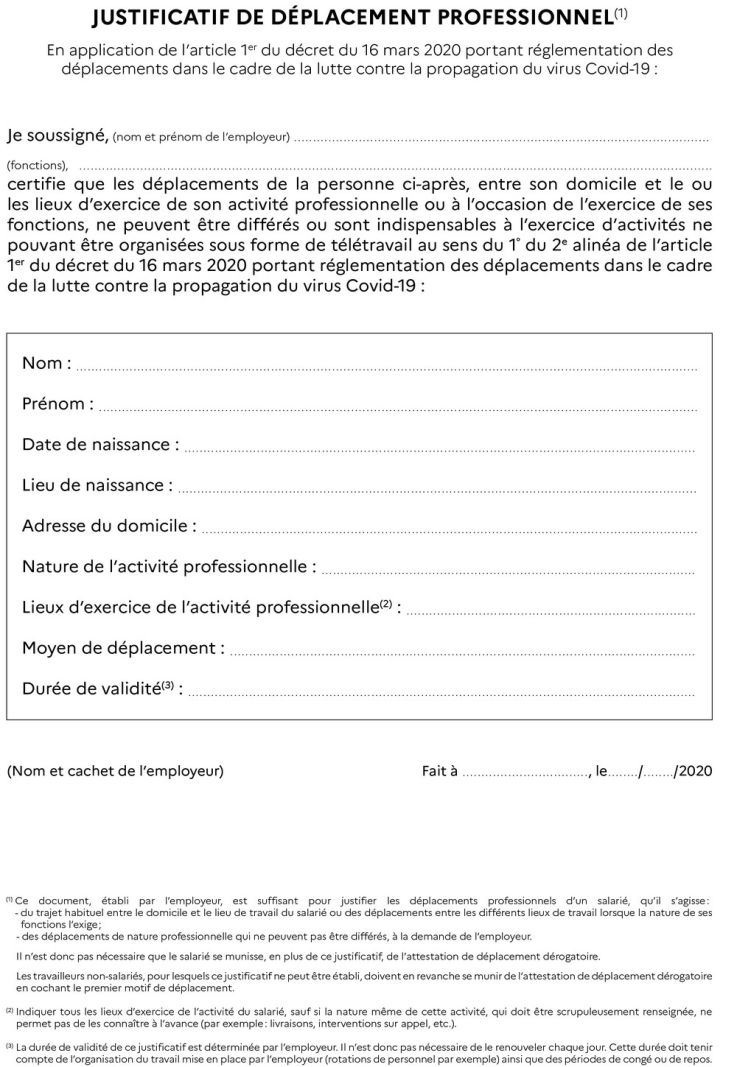 JUSTIFICATIF DE DÉPLACEMENT PROFESSIONNEL(1)
En application de l'article 1er du décret du 16 mars 2020 portant réglementation des
déplacements dans le cadre de la lutte contre la propagation du virus Covid-19 :
Je soussigné, (nom et prénom de l'employeur) ........................................
(fonctions), ........................................
certifie que les déplacements de la personne ci-après, entre son domicile et le ou
les lieux d'exercice de son activité professionnelle ou à l'occasion de l'exercice de ses
fonctions, ne peuvent être différés ou sont indispensables à l'exercice d'activités ne
pouvant être organisées sous forme de télétravail au sens du 1° du 2e alinéa de l'article
1er du décret du 16 mars 2020 portant réglementation des déplacements dans le cadre
de la lutte contre la propagation du virus Covid-19 :
Nom : ........................................
Prénom : ........................................
Date de naissance : ........................................
Lieu de naissance : ........................................
Adresse du domicile : ........................................
Nature de l'activité professionnelle : ........................................
Lieux d'exercice de l'activité professionnelle(2) : ........................................
Moyen de déplacement : ........................................
Durée de validité(3) : ........................................
(Nom et cachet de l'employeur) Fait à ................................, le......../......../2020
(1) Ce document, établi par l'employeur, est suffisant pour justifier les déplacements professionnels d'un salarié, qu'il s'agisse :
- du trajet habituel entre le domicile et le lieu de travail du salarié ou des déplacements entre les différents lieux de travail lorsque la nature de ses
fonctions l'exige ;
- des déplacements de nature professionnelle qui ne peuvent pas être différés, à la demande de l'employeur.
Il n'est donc pas nécessaire que le salarié se munisse, en plus de ce justificatif, de l'attestation de déplacement dérogatoire.
Les travailleurs non-salariés, pour lesquels ce justificatif ne peut être établi, doivent en revanche se munir de l'attestation de déplacement dérogatoire
en cochant le premier motif de déplacement.
(2) Indiquer tous les lieux d'exercice de l'activité du salarié, sauf si la nature même de cette activité, qui doit être scrupuleusement renseignée, ne
permet pas de les connaître à l'avance (par exemple : livraisons, interventions sur appel, etc.).
(3) La durée de validité de ce justificatif est déterminée par l'employeur. Il n'est donc pas nécessaire de le renouveler chaque jour. Cette durée doit tenir
compte de l'organisation du travail mise en place par l'employeur (rotations de personnel par exemple) ainsi que des périodes de congé ou de repos.